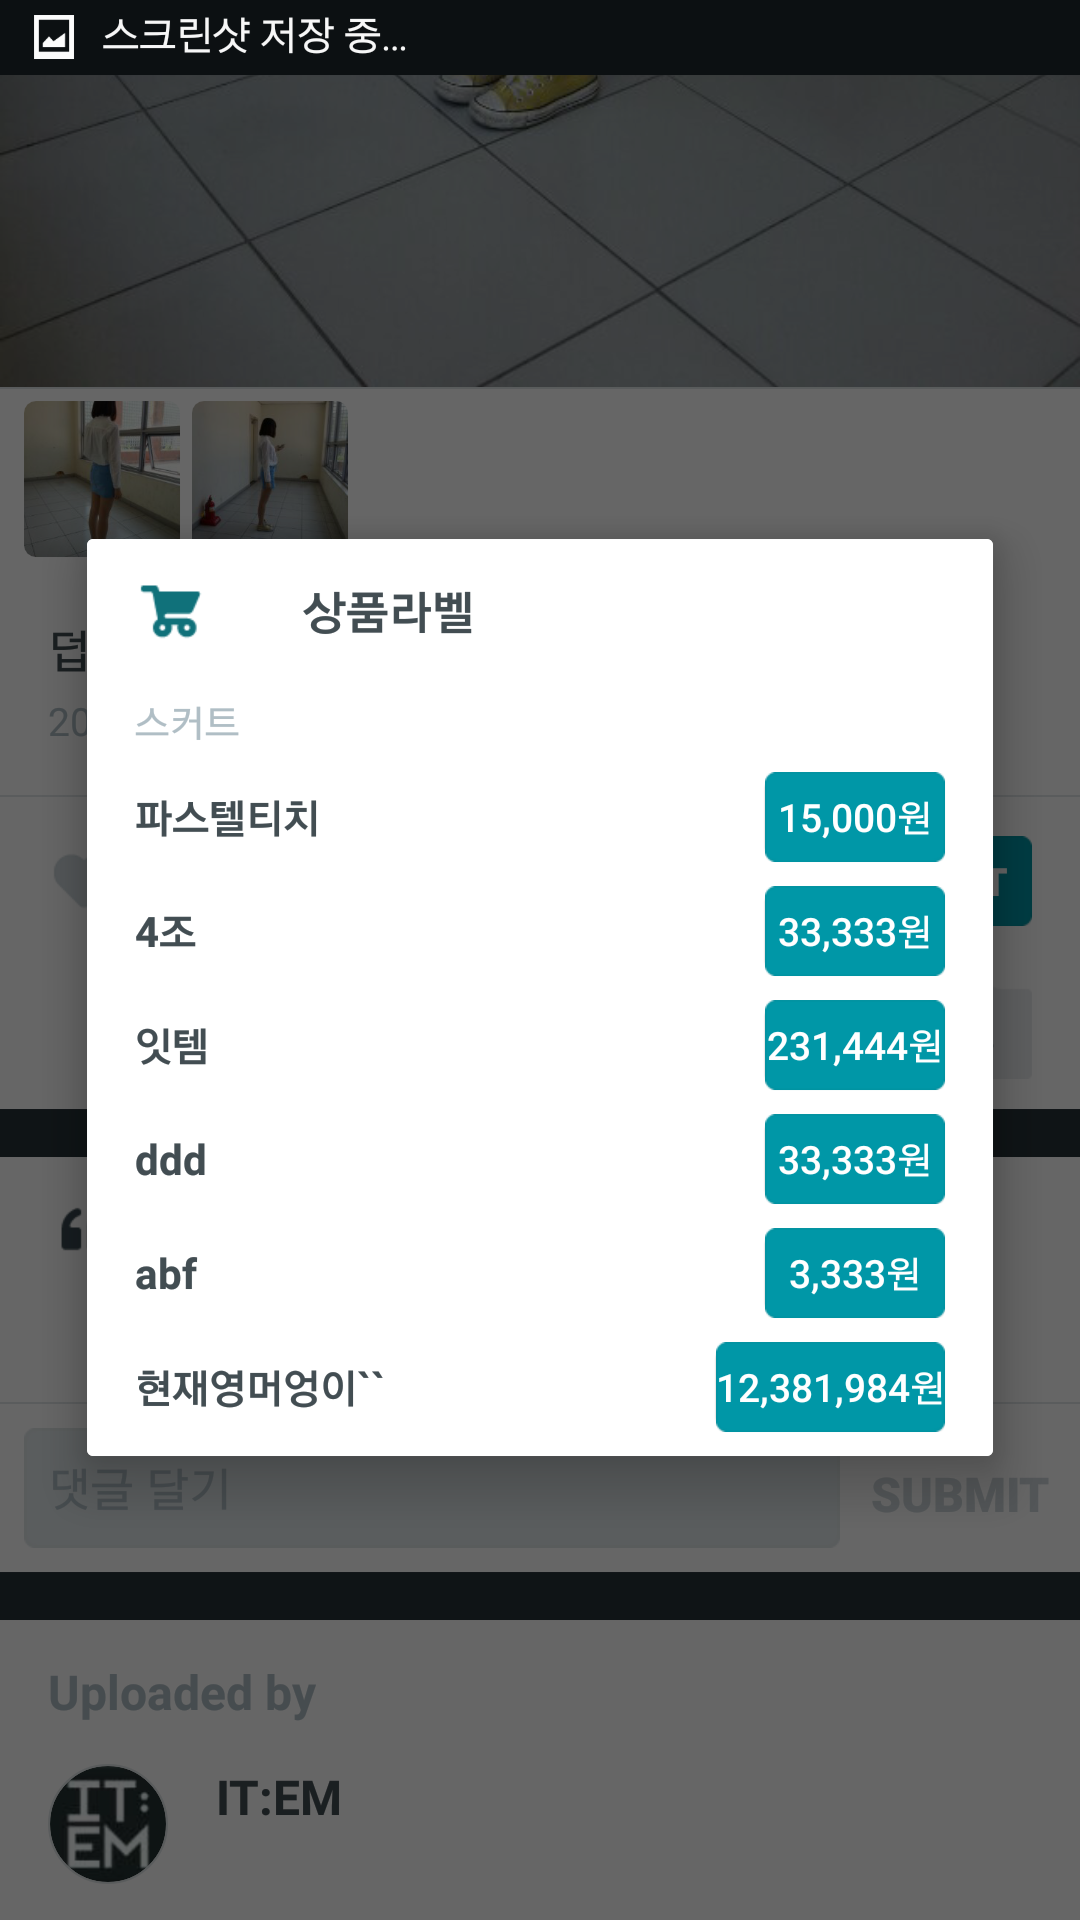 스크린샷 저장 중...
상품라벨
덥
20
스커트
파스텔티치 15,000원
4조 33,333원
T
잇템 231,444원
ddd 33,333원
abf 3,333원
현재영머엉이`` 12,381,984원
댓글 달기 SUBMIT
Uploaded by
IT:EM
IT:
EM